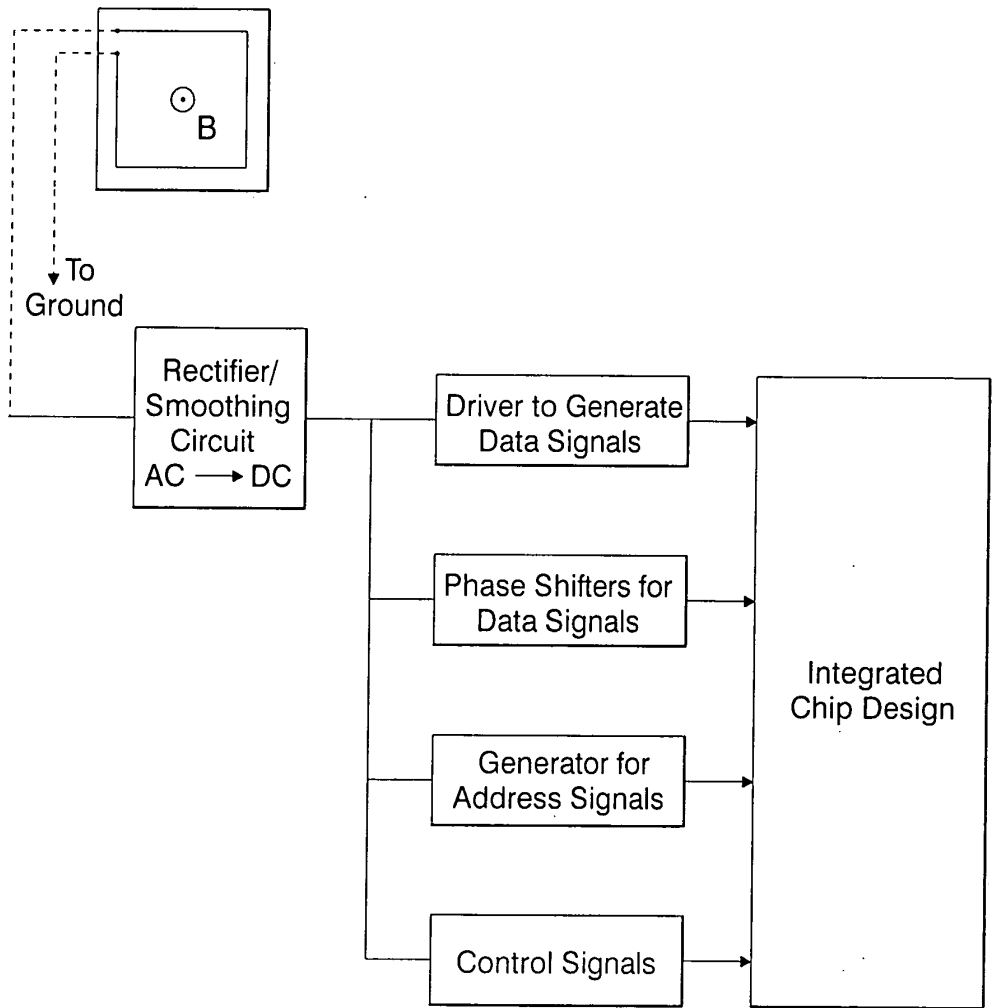 B
To
Ground
Rectifier/
Smoothing
Circuit
AC → DC
Driver to Generate
Data Signals
Phase Shifters for
Data Signals
Generator for
Address Signals
Control Signals
Integrated
Chip Design